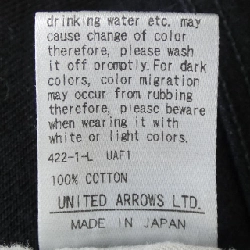 drinking water etc. may
cause change of color
therefore, please wash
it off promptly. For dark
colors, color migration
may occur from rubbing
therefore, please beware
when wearing it with
white or light colors.
422-1-L UAF1
100% COTTON
UNITED ARROWS LTD.
MADE IN JAPAN